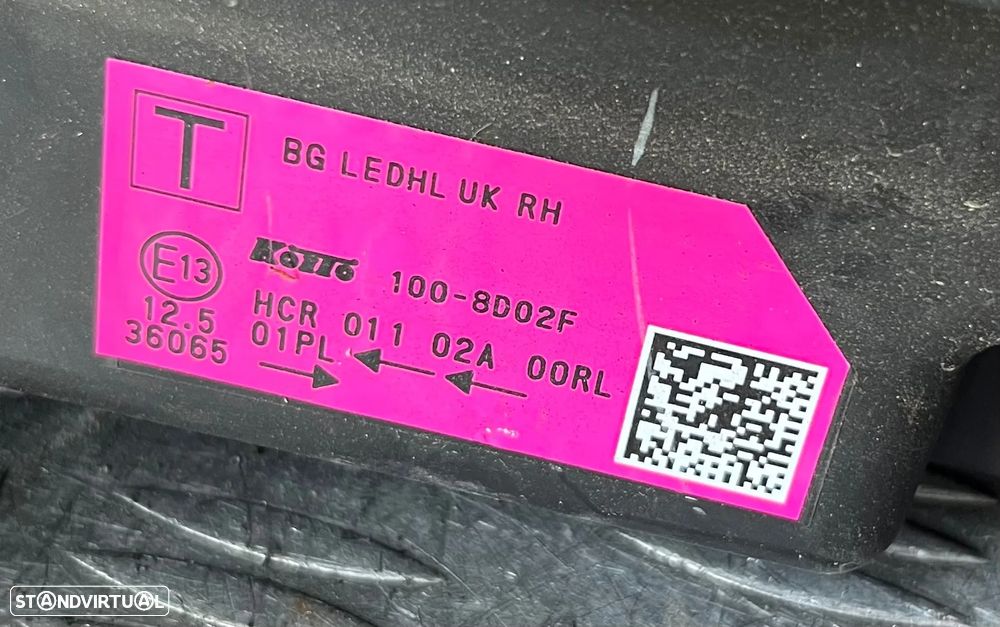 T
BG LEDHL UK RH
E13
Koito 100-8D02F
12.5
HCR 011 02A 00RL
36065
01PL
STANDVIRTUAL